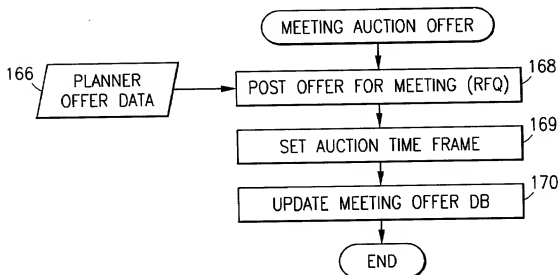 MEETING AUCTION OFFER
166
PLANNER
OFFER DATA
POST OFFER FOR MEETING (RFQ)
168
SET AUCTION TIME FRAME
169
UPDATE MEETING OFFER DB
170
END